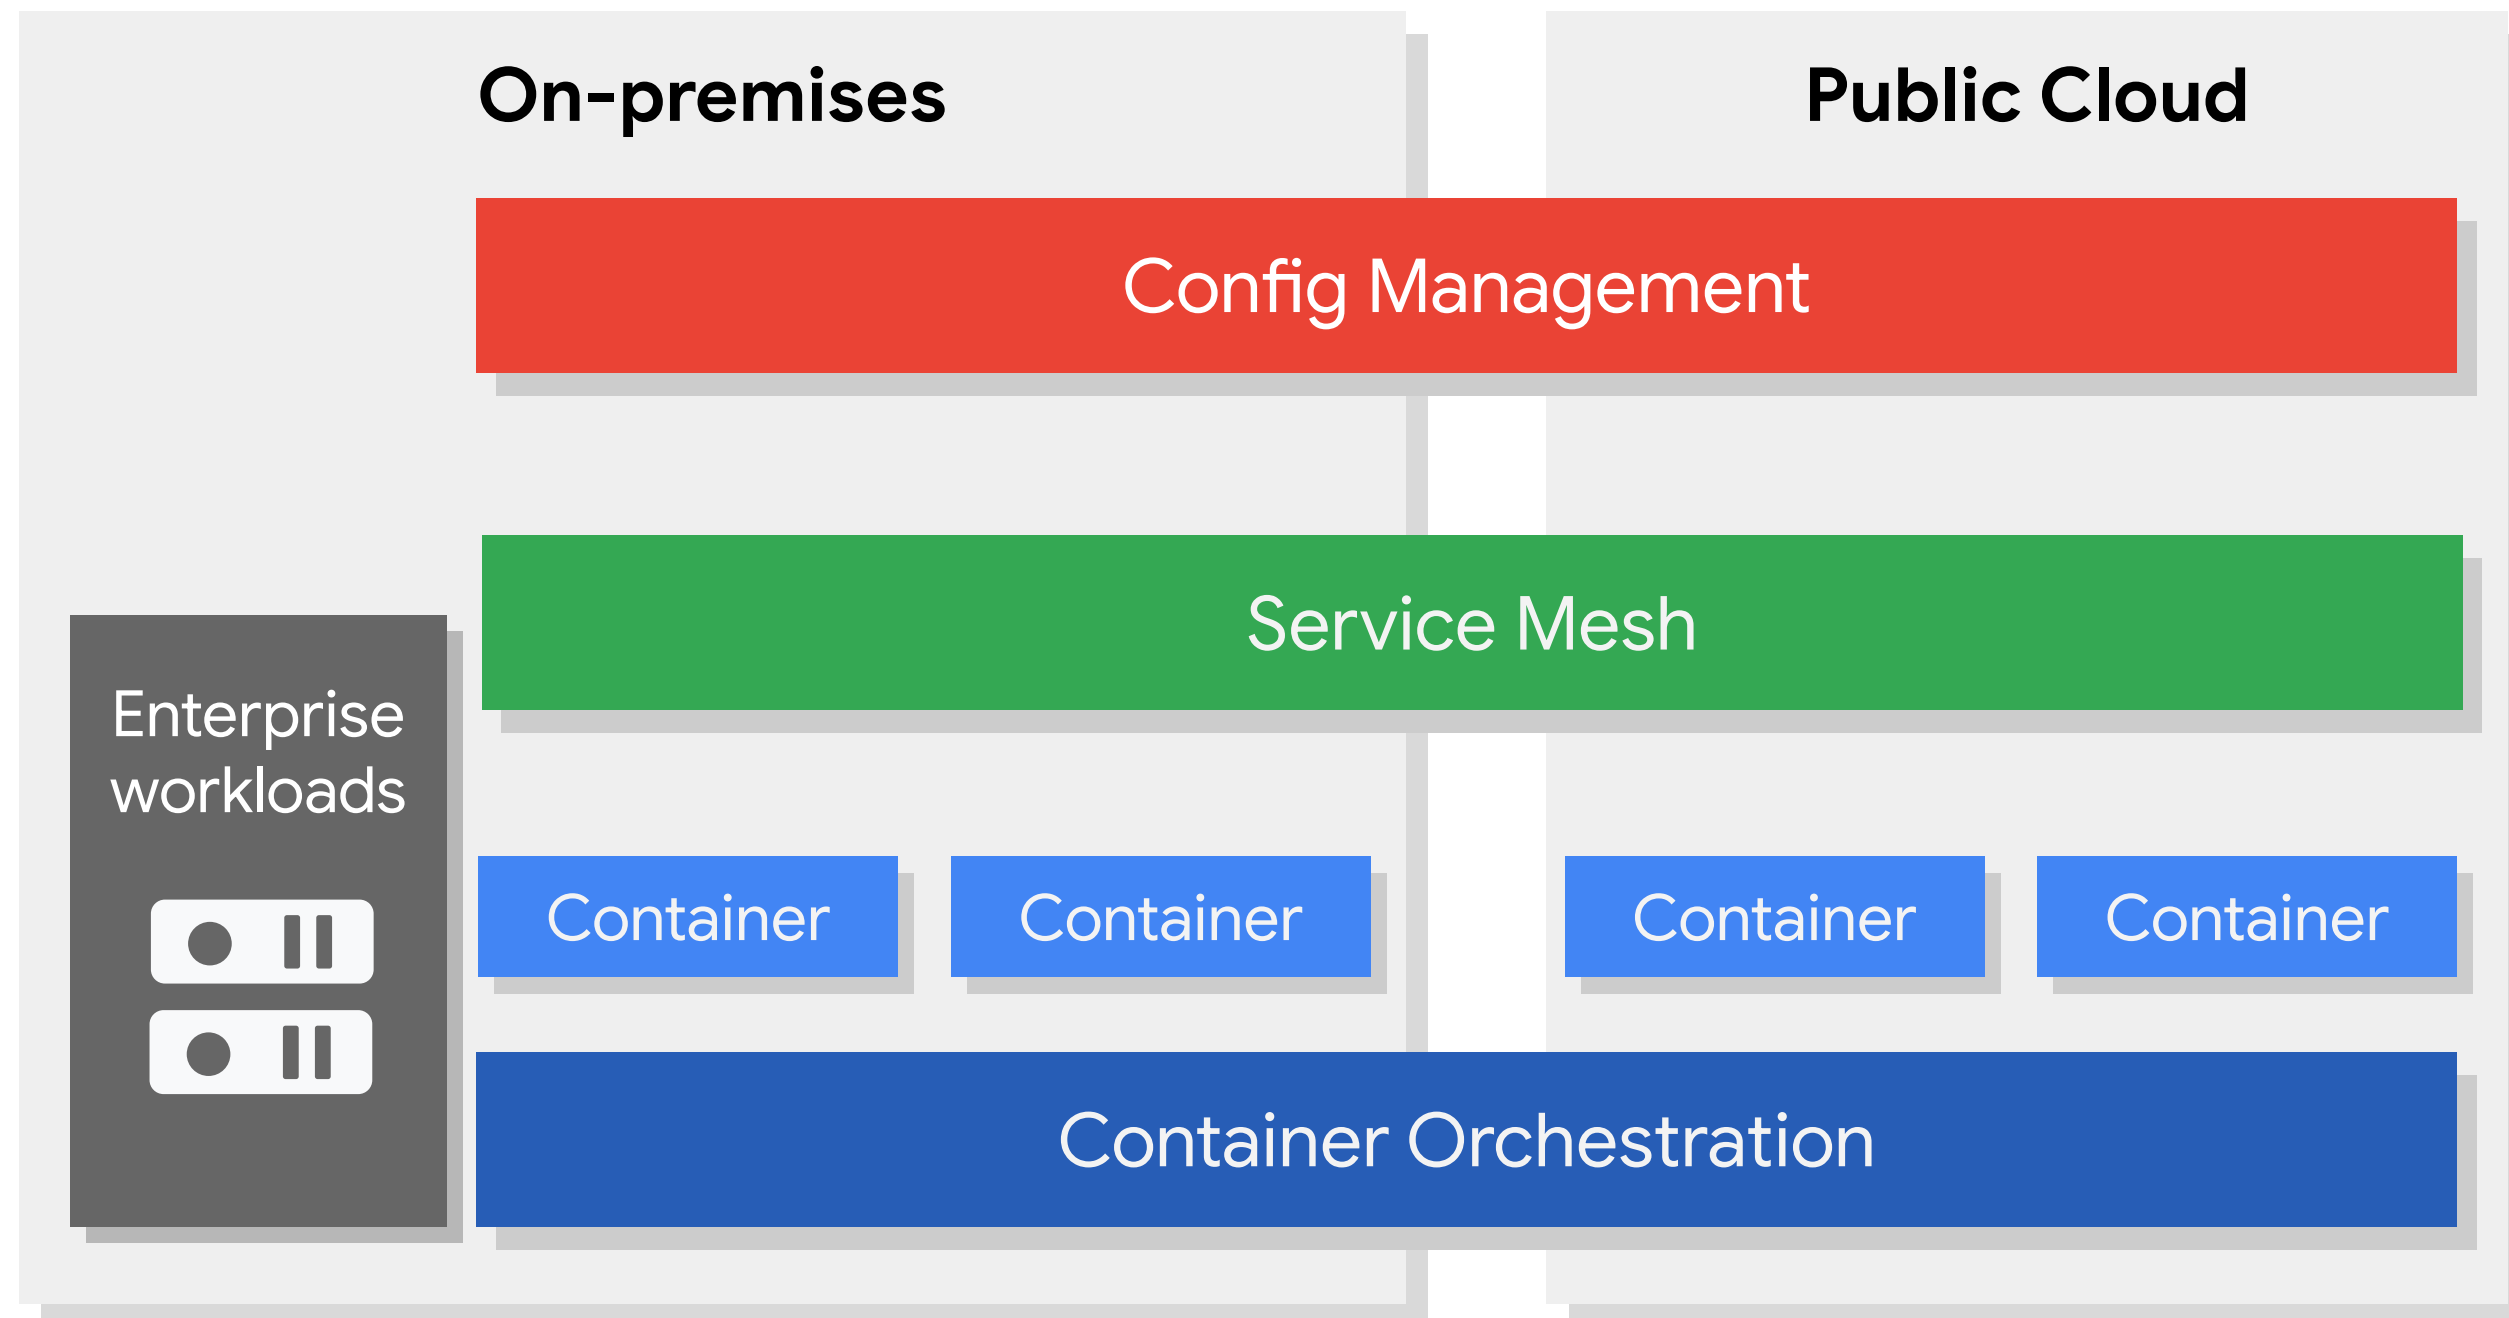 On-premises
Public Cloud
Config Management
Service Mesh
Enterprise
workloads
Container
Container
Container
Container
Container Orchestration